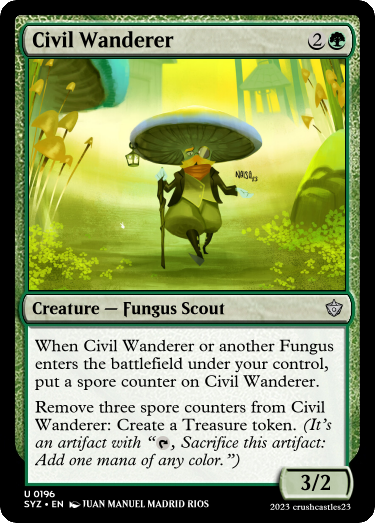 Civil Wanderer 2
Creature — Fungus Scout
When Civil Wanderer or another Fungus
enters the battlefield under your control,
put a spore counter on Civil Wanderer.
Remove three spore counters from Civil
Wanderer: Create a Treasure token. (It's
an artifact with “, Sacrifice this artifact:
Add one mana of any color.”)
3/2
U 0196
SYZ • EN JUAN MANUEL MADRID RIOS
2023 crushcastles23